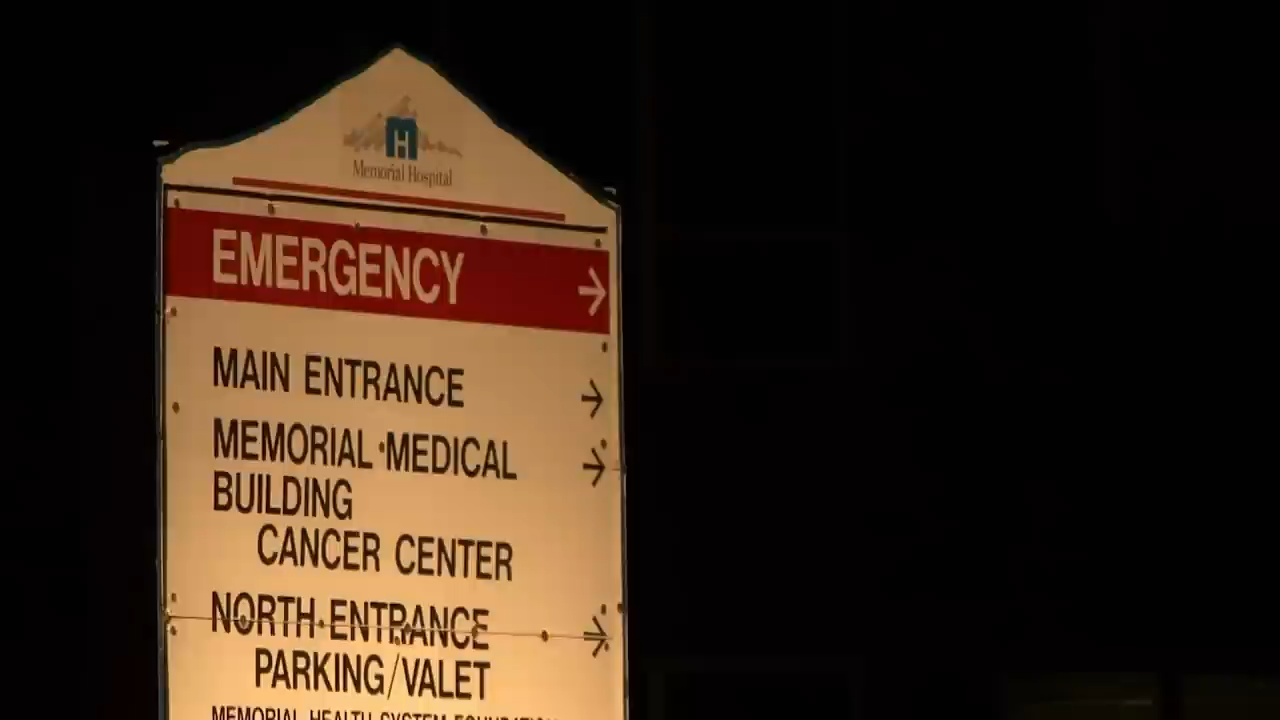 H
Memorial Hospital
EMERGENCY
MAIN ENTRANCE
MEMORIAL MEDICAL
BUILDING
CANCER CENTER
NORTH ENTRANCE
PARKING/VALET
MEMORIAL HEALTH SYSTEM FOUNDATION